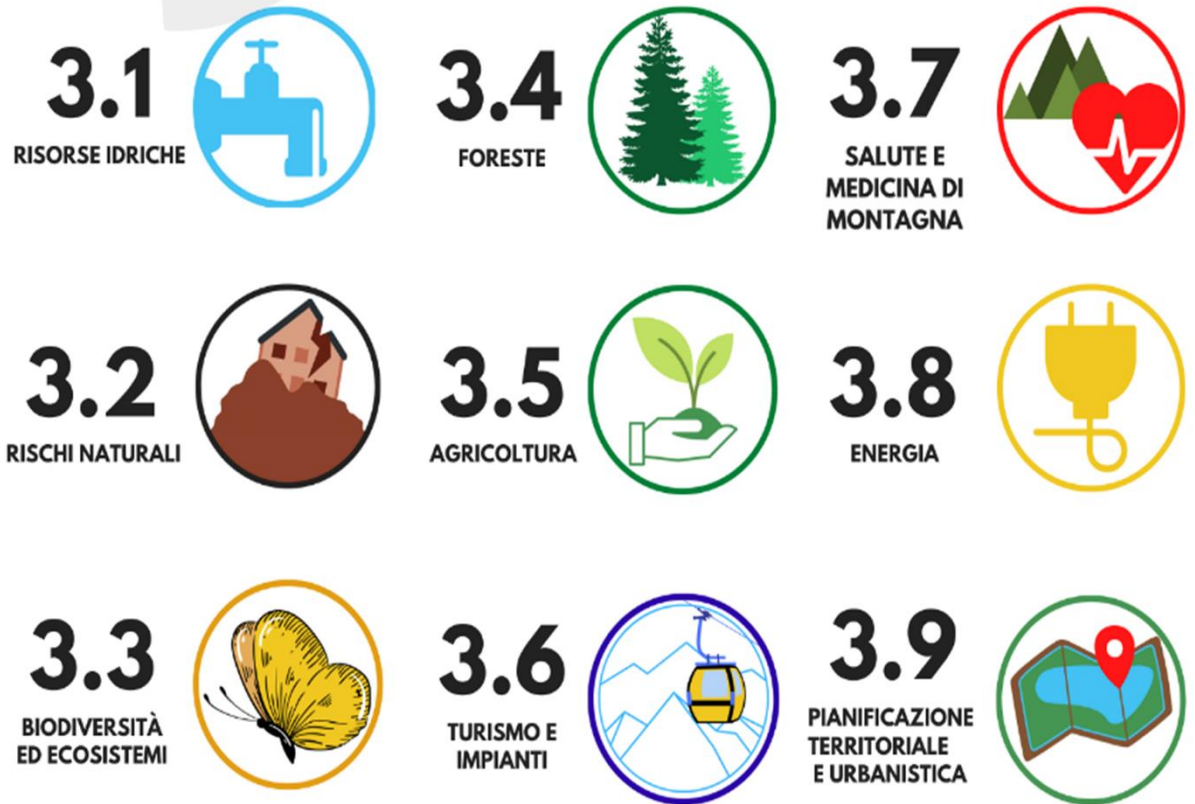 3.1
RISORSE IDRICHE
3.4
FORESTE
3.7
SALUTE E
MEDICINA DI
MONTAGNA
3.2
RISCHI NATURALI
3.5
AGRICOLTURA
3.8
ENERGIA
3.3
BIODIVERSITÀ
ED ECOSISTEMI
3.6
TURISMO E
IMPIANTI
3.9
PIANIFICAZIONE
TERRITORIALE
E URBANISTICA